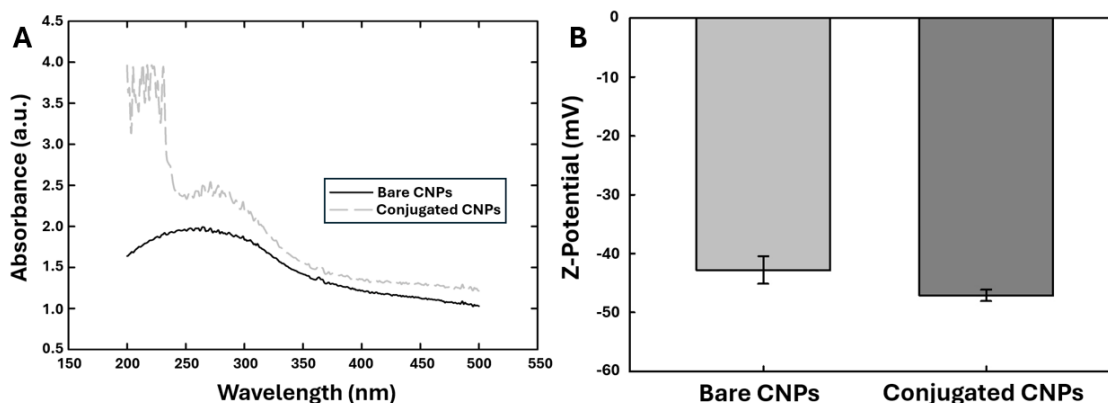 A
Absorbance (a.u.)
4.5
4.0
3.5
3.0
2.5
2.0
1.5
1.0
0.5
150 200 250 300 350 400 450 500 550
Wavelength (nm)
Bare CNPs
Conjugated CNPs
B
Z-Potential (mV)
0
-10
-20
-30
-40
-50
-60
Bare CNPs Conjugated CNPs